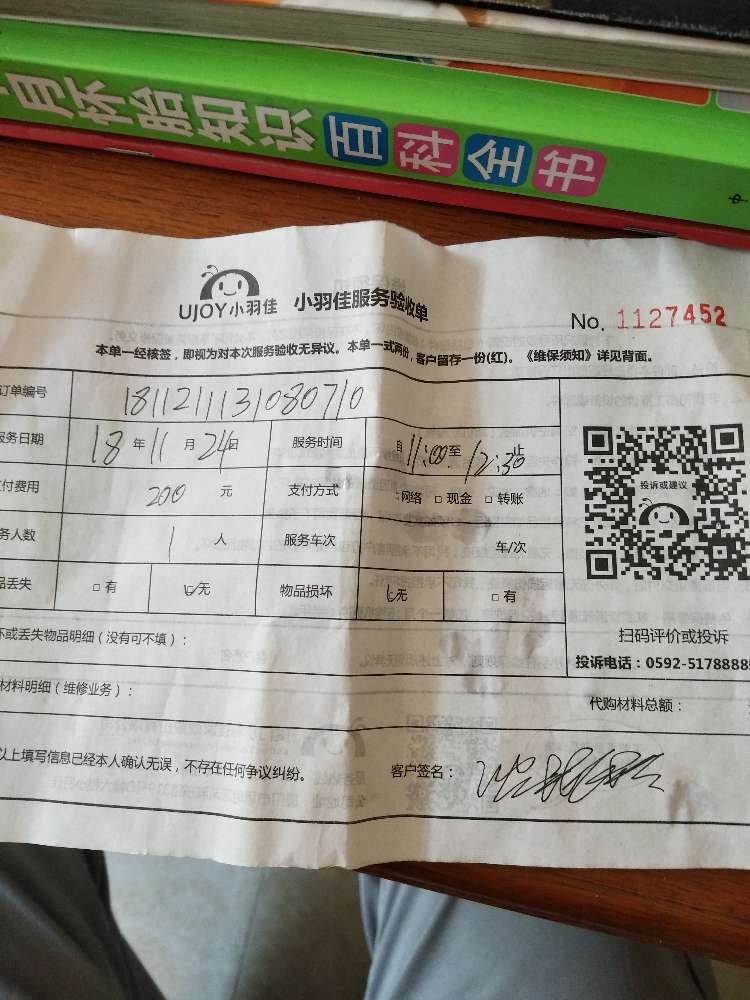 月怀胎知识百科全书
中
UJOY小羽佳 小羽佳服务验收单
No. 1127452
本单一经核签,即视为对本次服务验收无异议。本单一式两份,客户留存一份(红)。《维保须知》详见背面。
订单编号 181121131080710
服务日期 18 年 11 月 24 日 服务时间 自 11:00 至 12:30 止
付费用 200 元 支付方式 网络 □ 现金 □ 转账
务人数 1 人 服务车次 车/次
品丢失 □ 有 无 物品损坏 无 □ 有
投诉或建议
扫码评价或投诉
投诉电话:0592-5178888
坏或丢失物品明细(没有可不填):
材料明细(维修业务): 代购材料总额:
以上填写信息已经本人确认无误,不存在任何争议纠纷。 客户签名: